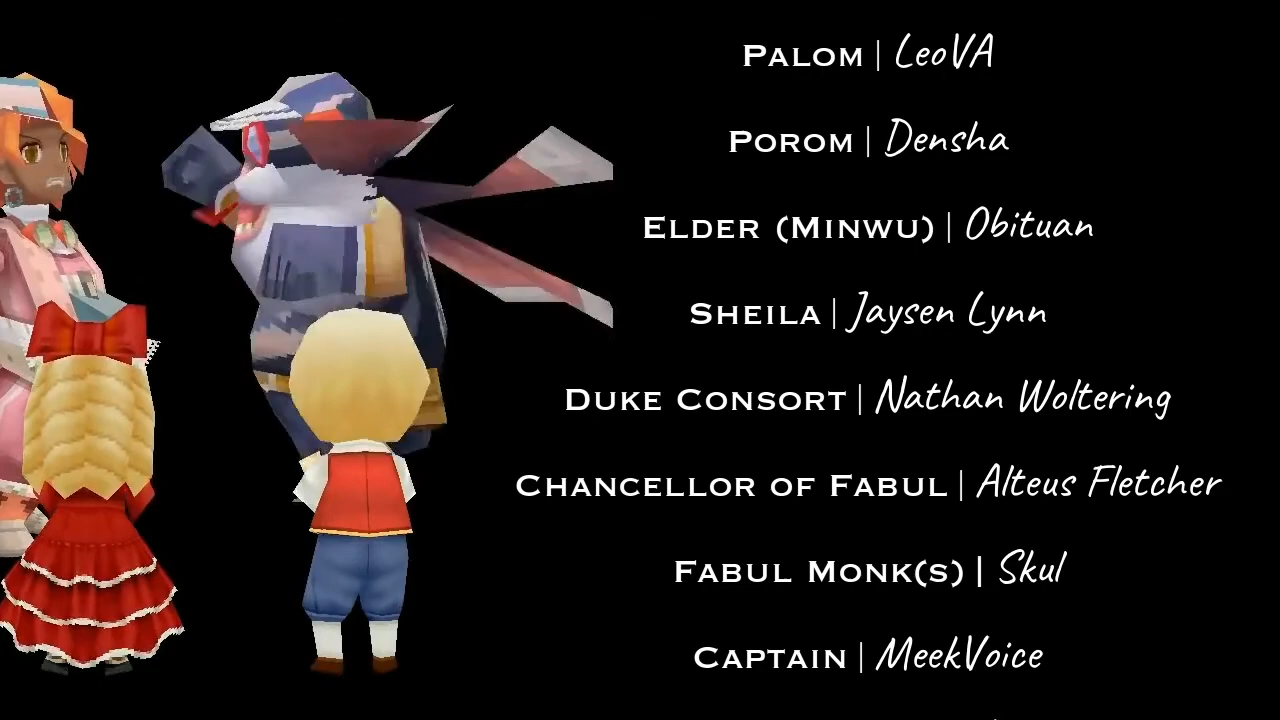 Palom | LeoVA
Porom | Densha
Elder (Minwu) | Obituan
Sheila | Jaysen Lynn
Duke Consort | Nathan Woltering
Chancellor of Fabul | Alteus Fletcher
Fabul Monk(s) | Skul
Captain | MeekVoice